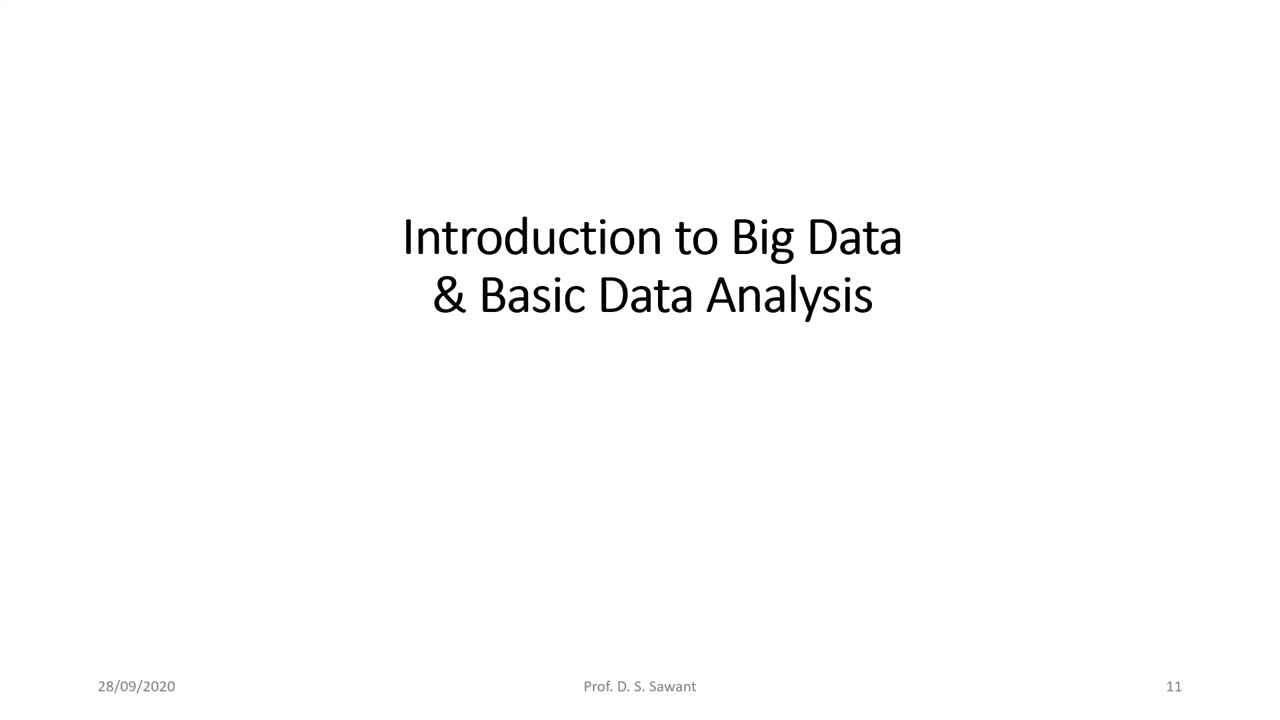 Introduction to Big Data
& Basic Data Analysis
28/09/2020
Prof. D. S. Sawant
11